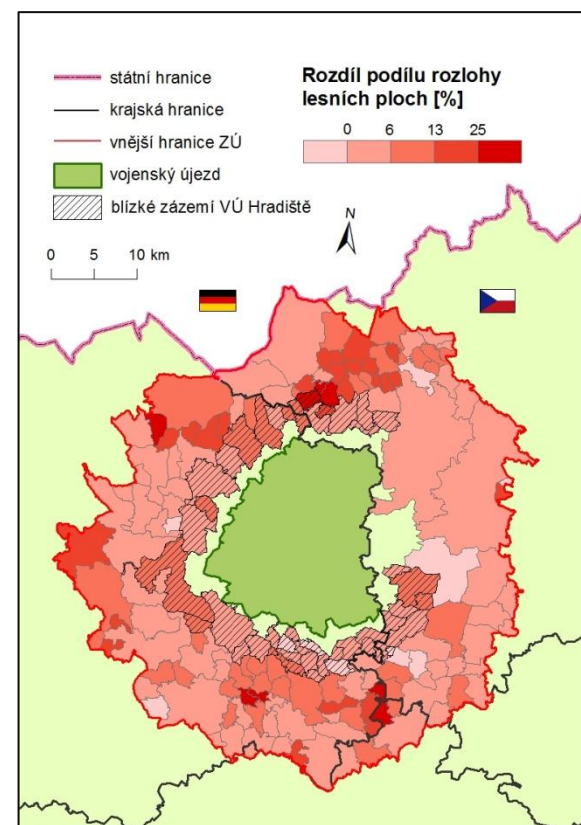 státní hranice
krajská hranice
vnější hranice ZÚ
vojenský újezd
blízké zázemí VÚ Hradiště
0 5 10 km
Rozdíl podílu rozlohy
lesních ploch [%]
0 6 13 25
N